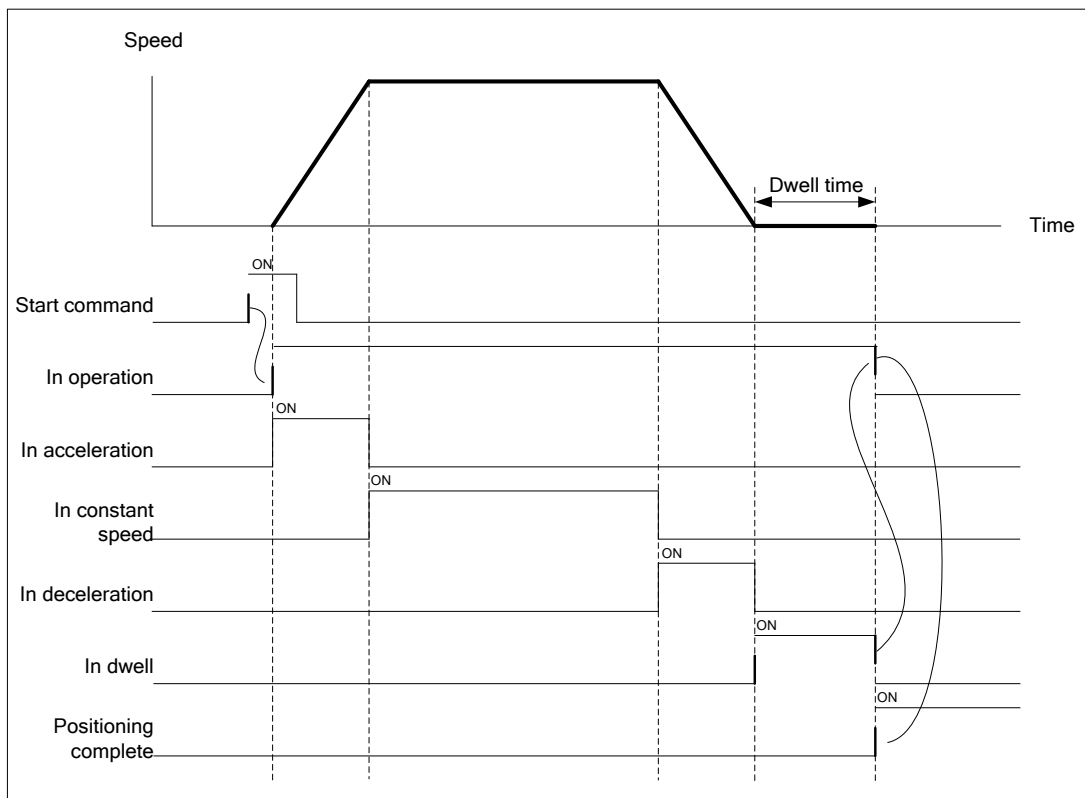 Speed
Dwell time
Time
ON
Start command
In operation
ON
In acceleration
ON
In constant
speed
ON
In deceleration
ON
In dwell
ON
Positioning
complete